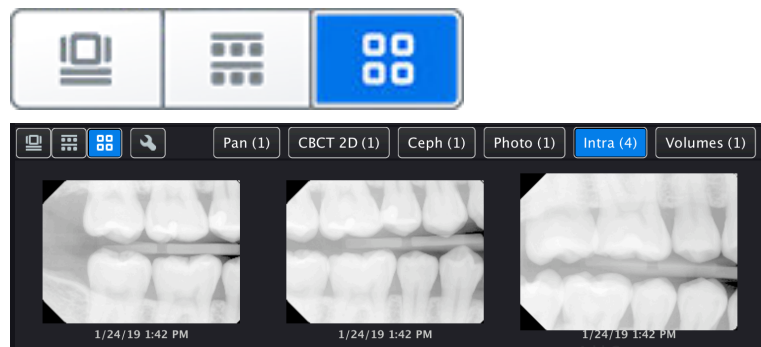 Pan (1) CBCT 2D (1) Ceph (1) Photo (1) Intra (4) Volumes (1)
1/24/19 1:42 PM 1/24/19 1:42 PM 1/24/19 1:42 PM